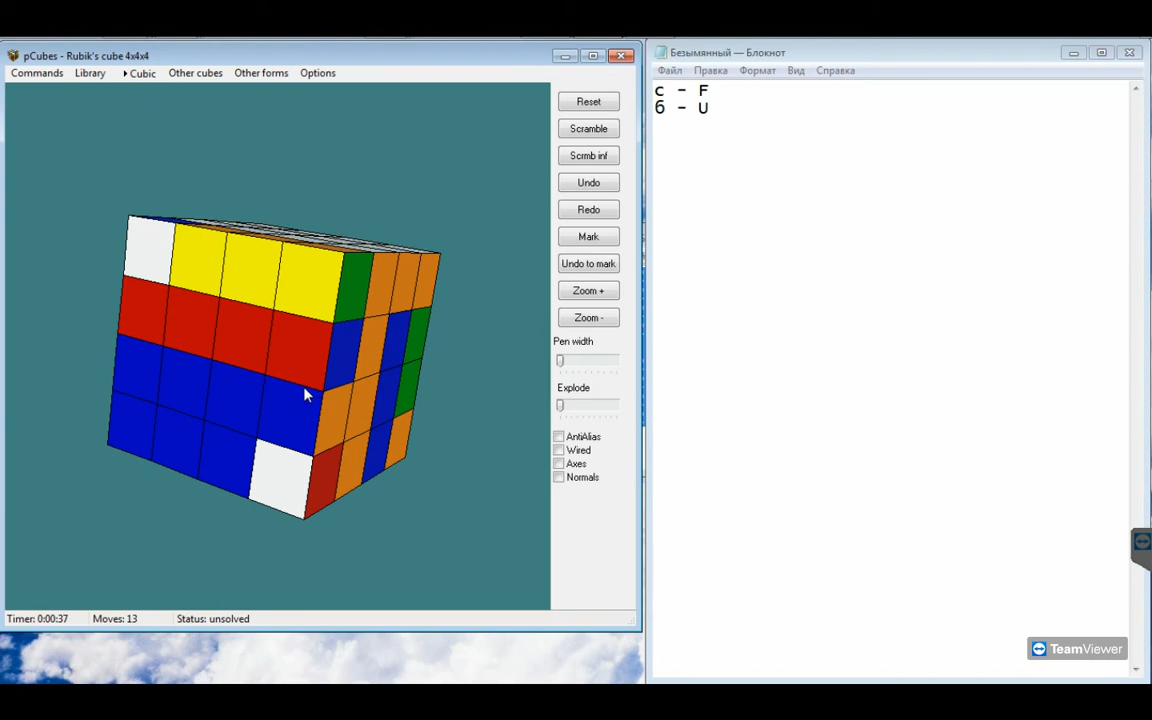 pCubes - Rubik's cube 4x4x4
Commands Library Cubic Other cubes Other forms Options
Reset
Scramble
Scrmb inf
Undo
Redo
Mark
Undo to mark
Zoom +
Zoom -
Pen width
Explode
AntiAlias
Wired
Axes
Normals
Timer: 0:00:37 Moves: 13 Status: unsolved
Безымянный — Блокнот
Файл Правка Формат Вид Справка
с - F
б - U
TeamViewer